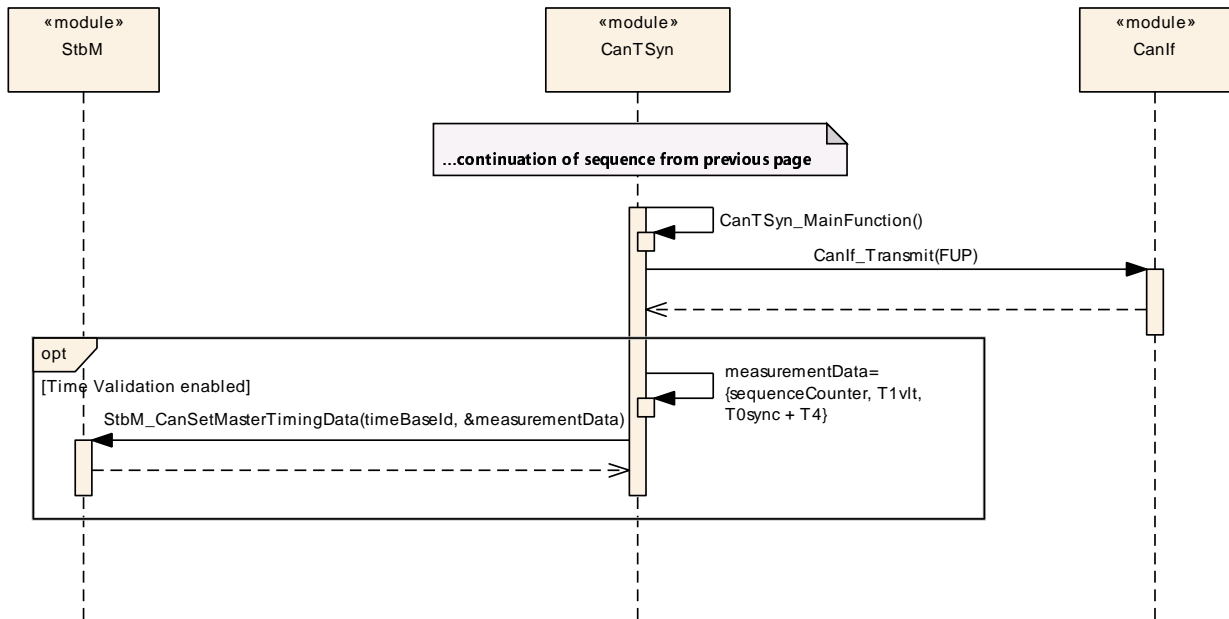 «module»
StbM
«module»
CanTSyn
«module»
CanIf
...continuation of sequence from previous page
CanTSyn_MainFunction()
CanIf_Transmit(FUP)
opt
[Time Validation enabled]
measurementData=
{sequenceCounter, T1vlt,
T0sync + T4}
StbM_CanSetMasterTimingData(timeBaseId, &measurementData)